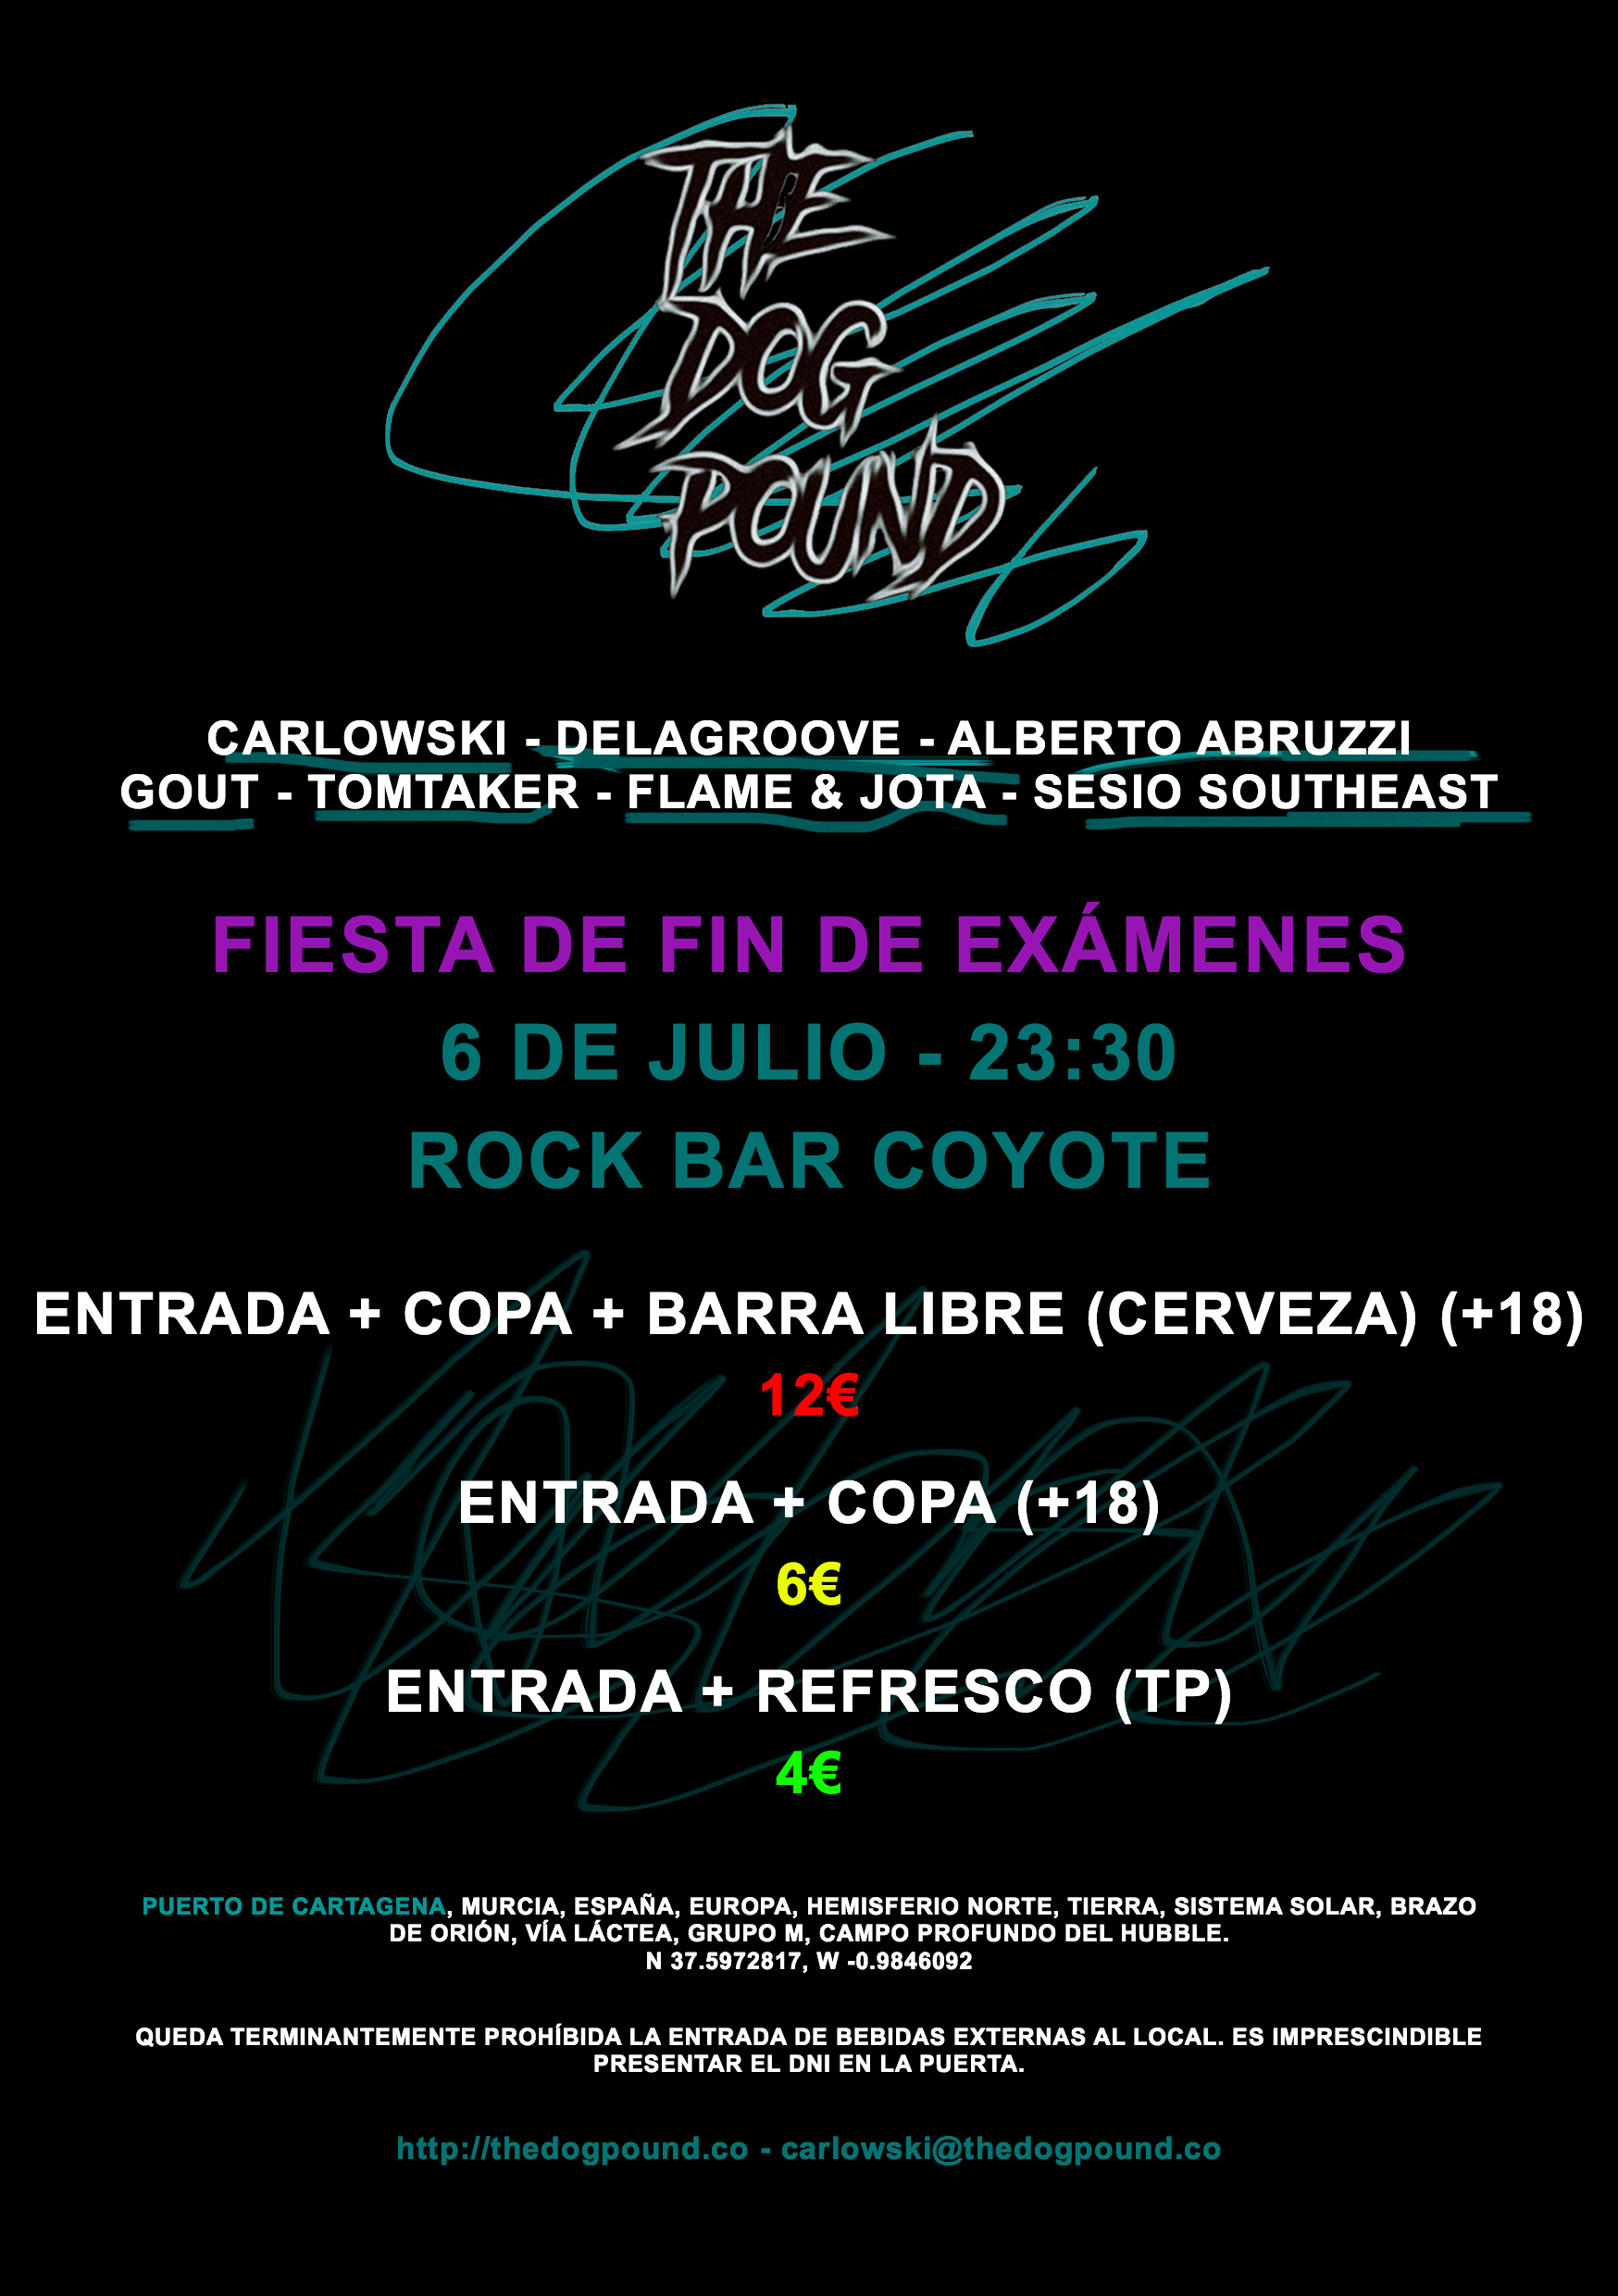 THE
DOG
POUND
CARLOWSKI - DELAGROOVE - ALBERTO ABRUZZI
GOUT - TOMTAKER - FLAME & JOTA - SESIO SOUTHEAST
FIESTA DE FIN DE EXÁMENES
6 DE JULIO - 23:30
ROCK BAR COYOTE
ENTRADA + COPA + BARRA LIBRE (CERVEZA) (+18)
12€
ENTRADA + COPA (+18)
6€
ENTRADA + REFRESCO (TP)
4€
PUERTO DE CARTAGENA, MURCIA, ESPAÑA, EUROPA, HEMISFERIO NORTE, TIERRA, SISTEMA SOLAR, BRAZO
DE ORIÓN, VÍA LÁCTEA, GRUPO M, CAMPO PROFUNDO DEL HUBBLE.
N 37.5972817, W -0.9846092
QUEDA TERMINANTEMENTE PROHÍBIDA LA ENTRADA DE BEBIDAS EXTERNAS AL LOCAL. ES IMPRESCINDIBLE
PRESENTAR EL DNI EN LA PUERTA.
http://thedogpound.co - carlowski@thedogpound.co